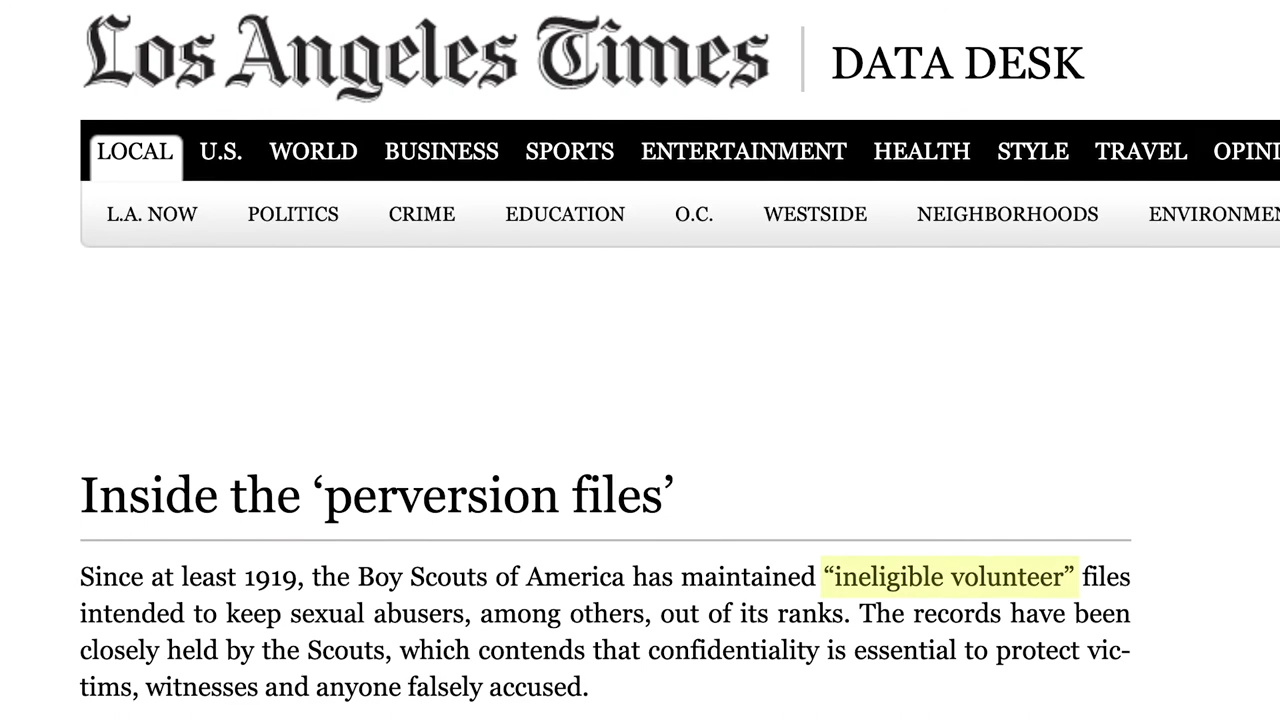 Los Angeles Times | DATA DESK
LOCAL U.S. WORLD BUSINESS SPORTS ENTERTAINMENT HEALTH STYLE TRAVEL OPINI
L.A. NOW POLITICS CRIME EDUCATION O.C. WESTSIDE NEIGHBORHOODS ENVIRONMEN
Inside the ‘perversion files’
Since at least 1919, the Boy Scouts of America has maintained “ineligible volunteer” files
intended to keep sexual abusers, among others, out of its ranks. The records have been
closely held by the Scouts, which contends that confidentiality is essential to protect vic-
tims, witnesses and anyone falsely accused.